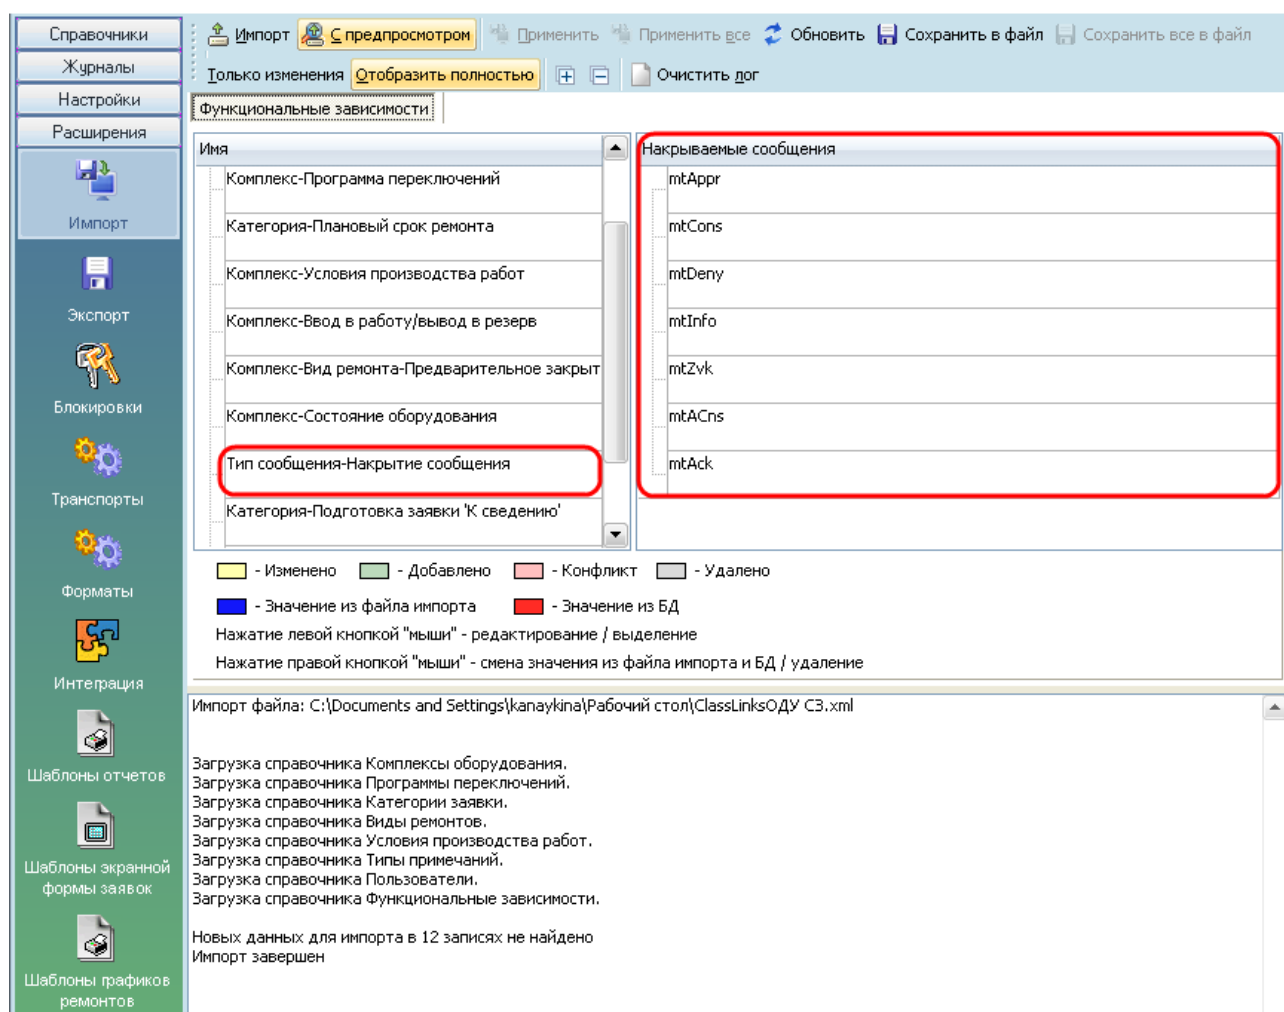 Справочники
Журналы
Настройки
Расширения
Импорт
Экспорт
Блокировки
Транспорты
Форматы
Интеграция
Шаблоны отчетов
Шаблоны экранной
формы заявок
Шаблоны графиков
ремонтов
Импорт С предпросмотром Применить Применить все Обновить Сохранить в файл Сохранить все в файл
Только изменения Отобразить полностью Очистить лог
Функциональные зависимости
Имя
Комплекс-Программа переключений
Категория-Плановый срок ремонта
Комплекс-Условия производства работ
Комплекс-Ввод в работу/вывод в резерв
Комплекс-Вид ремонта-Предварительное закрыт
Комплекс-Состояние оборудования
Тип сообщения-Накрытие сообщения
Категория-Подготовка заявки 'К сведению'
Накрываемые сообщения
mtAppr
mtCons
mtDeny
mtInfo
mtZvk
mtACns
mtAck
- Изменено - Добавлено - Конфликт - Удалено
- Значение из файла импорта - Значение из БД
Нажатие левой кнопкой "мыши" - редактирование / выделение
Нажатие правой кнопкой "мыши" - смена значения из файла импорта и БД / удаление
Импорт файла: C:\Documents and Settings\kanaykina\Рабочий стол\ClassLinksОДУ СЗ.xml
Загрузка справочника Комплексы оборудования.
Загрузка справочника Программы переключений.
Загрузка справочника Категории заявки.
Загрузка справочника Виды ремонтов.
Загрузка справочника Условия производства работ.
Загрузка справочника Типы примечаний.
Загрузка справочника Пользователи.
Загрузка справочника Функциональные зависимости.
Новых данных для импорта в 12 записях не найдено
Импорт завершен